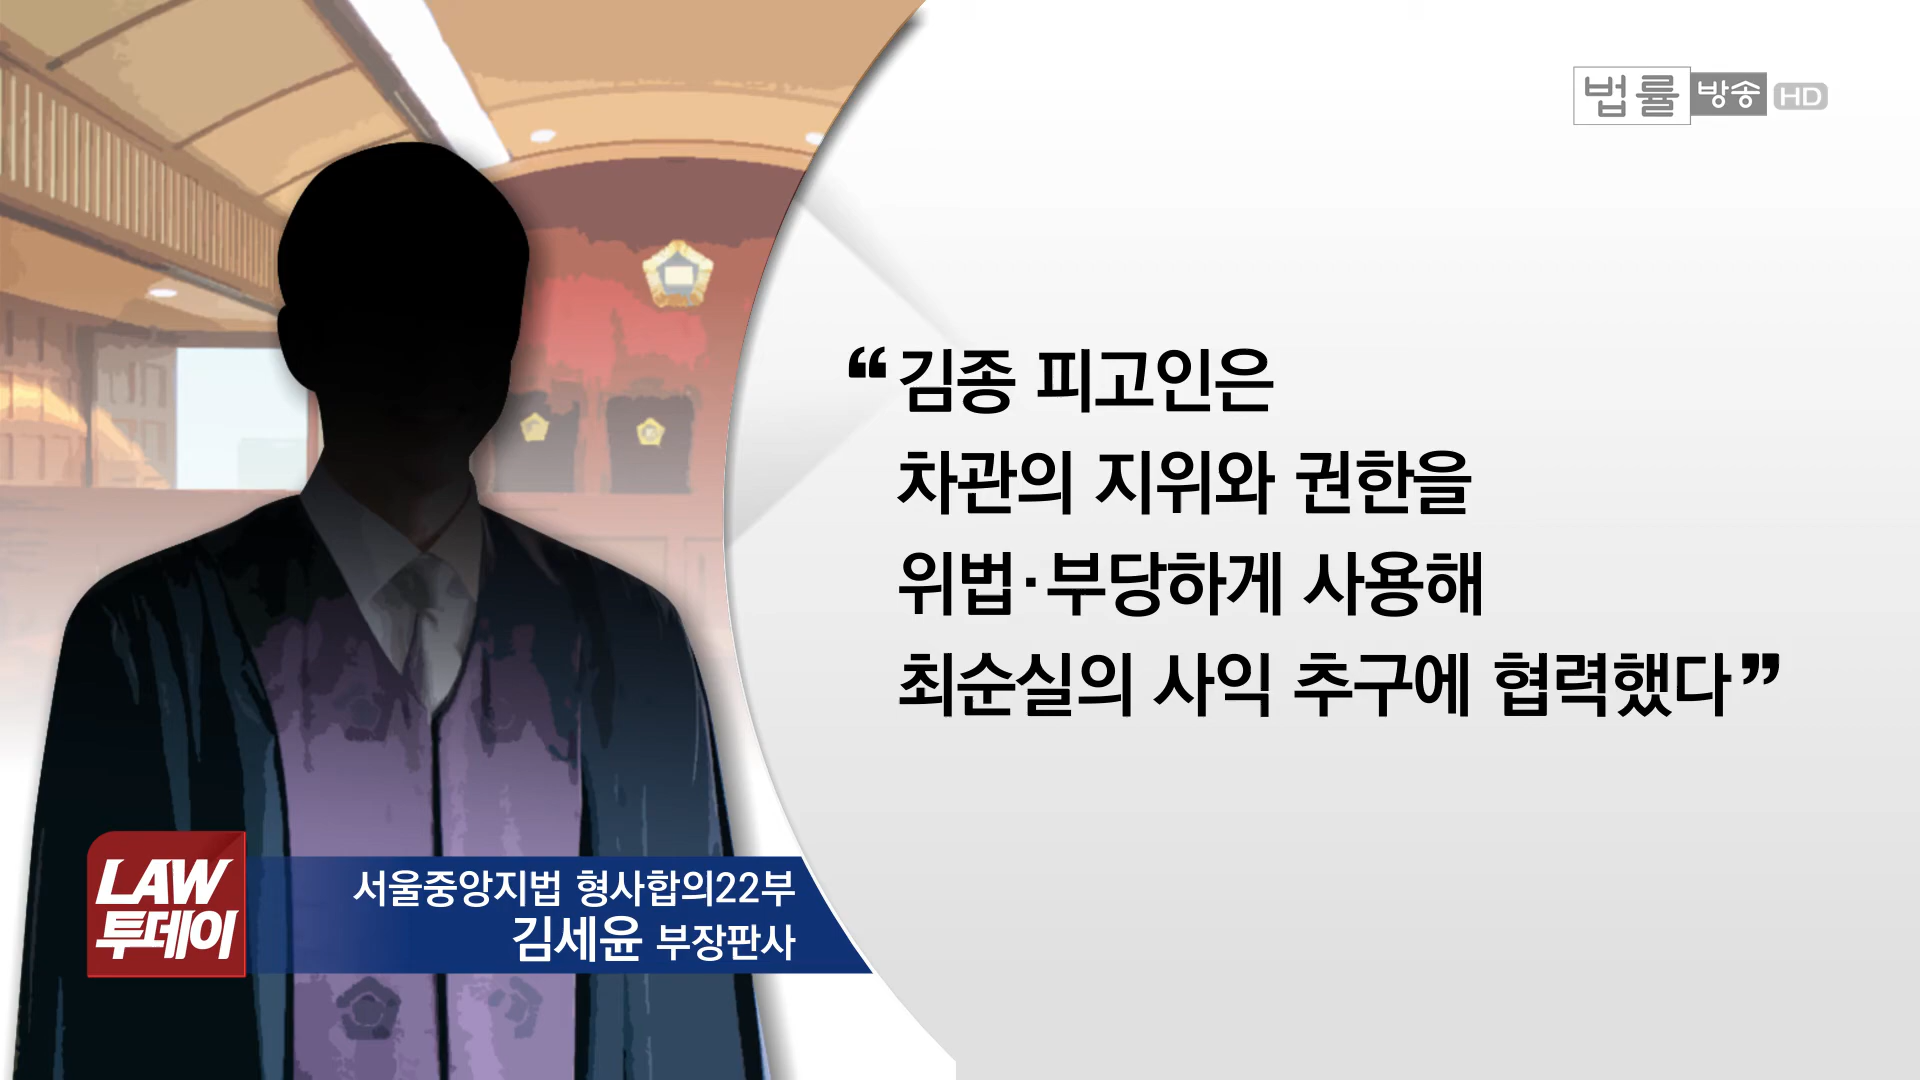 법률방송 HD
“김종 피고인은
차관의 지위와 권한을
위법·부당하게 사용해
최순실의 사익 추구에 협력했다”
LAW
투데이
서울중앙지법 형사합의22부
김세윤 부장판사